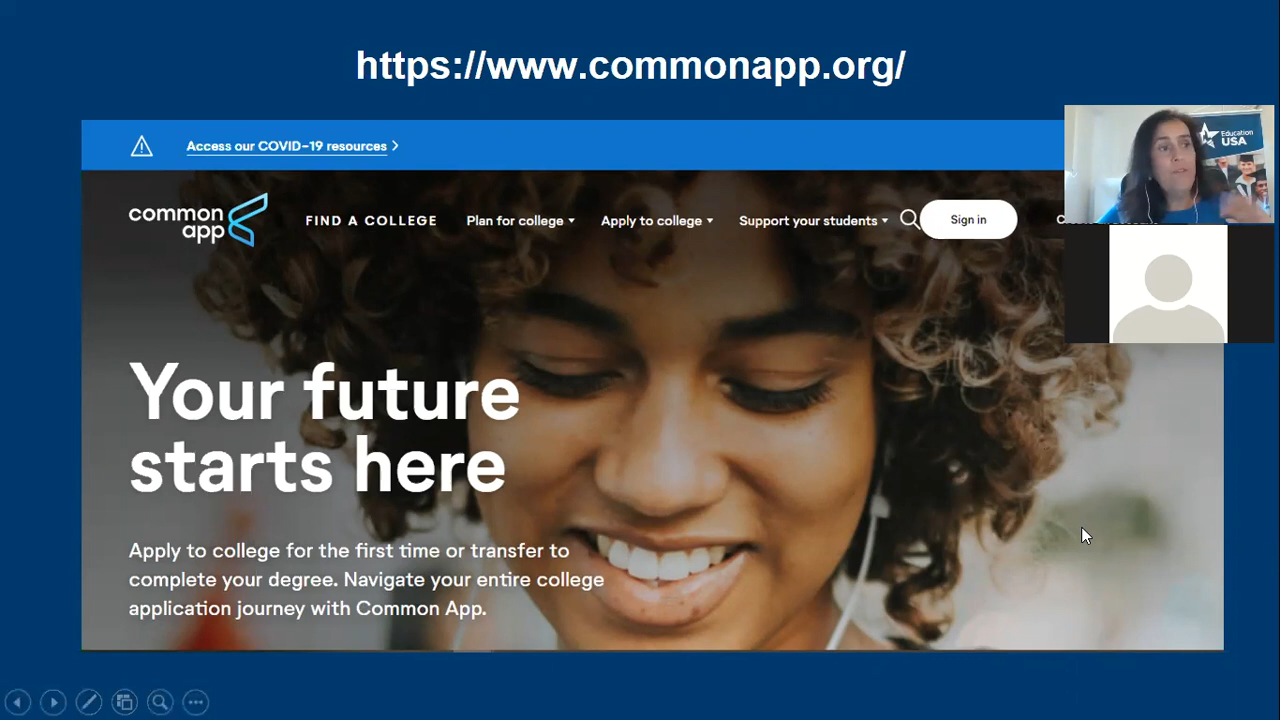 https://www.commonapp.org/
Access our COVID-19 resources >
common
app
FIND A COLLEGE
Plan for college
Apply to college
Support your students
Sign in
Education
USA
Your future
starts here
Apply to college for the first time or transfer to
complete your degree. Navigate your entire college
application journey with Common App.